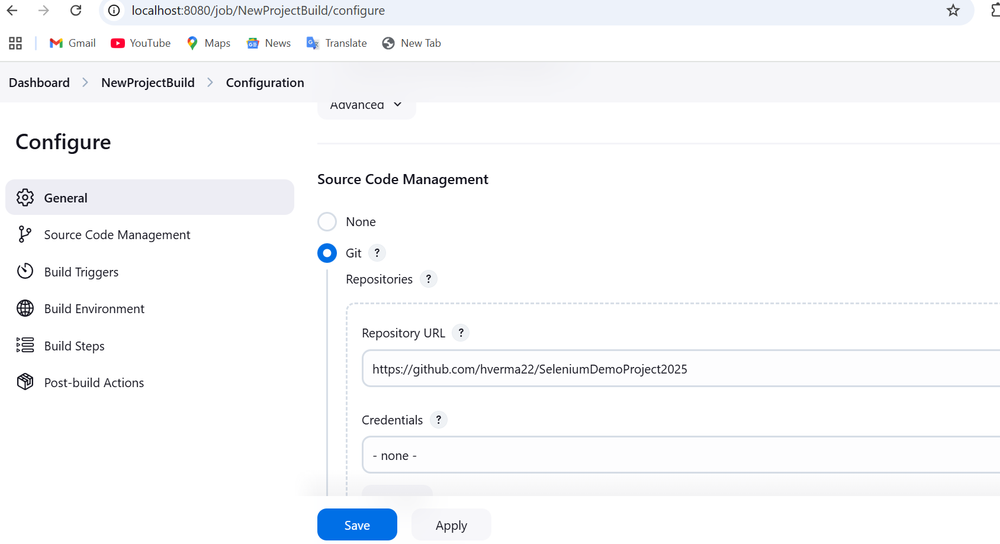 localhost:8080/job/NewProjectBuild/configure
Gmail YouTube Maps News Translate New Tab
Dashboard NewProjectBuild Configuration
Advanced
Configure
General
Source Code Management
Build Triggers
Build Environment
Build Steps
Post-build Actions
Source Code Management
None
Git ?
Repositories ?
Repository URL ?
https://github.com/hverma22/SeleniumDemoProject2025
Credentials ?
- none -
Save Apply